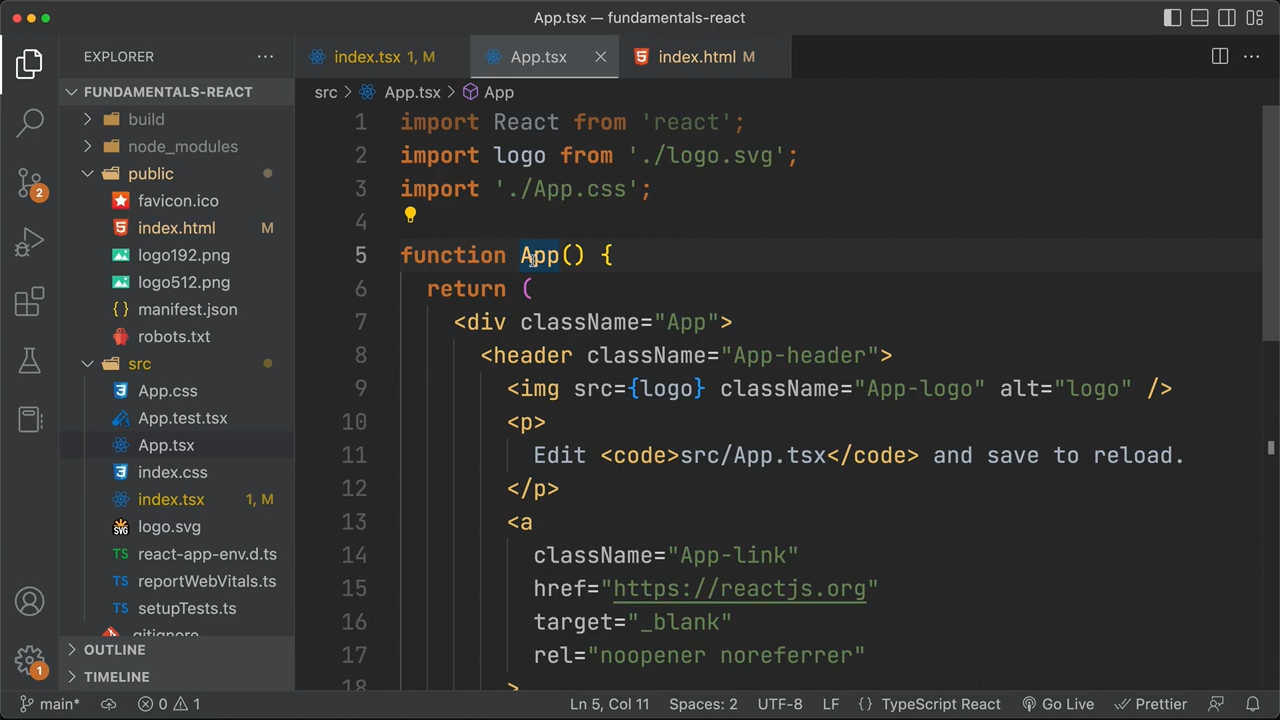 App.tsx — fundamentals-react
EXPLORER
index.tsx 1, M
App.tsx
index.html M
FUNDAMENTALS-REACT
src > App.tsx > App
build
node_modules
public
favicon.ico
index.html M
logo192.png
logo512.png
manifest.json
robots.txt
src
App.css
App.test.tsx
App.tsx
index.css
index.tsx 1, M
logo.svg
react-app-env.d.ts
reportWebVitals.ts
setupTests.ts
.gitignore
OUTLINE
TIMELINE
2
1
1 import React from 'react';
2 import logo from './logo.svg';
3 import './App.css';
4
5 function App() {
6 return (
7 <div className="App">
8 <header className="App-header">
9 <img src={logo} className="App-logo" alt="logo" />
10 <p>
11 Edit <code>src/App.tsx</code> and save to reload.
12 </p>
13 <a
14 className="App-link"
15 href="https://reactjs.org"
16 target="_blank"
17 rel="noopener noreferrer"
18 >
main* 0 1 Ln 5, Col 11 Spaces: 2 UTF-8 LF {} TypeScript React Go Live Prettier